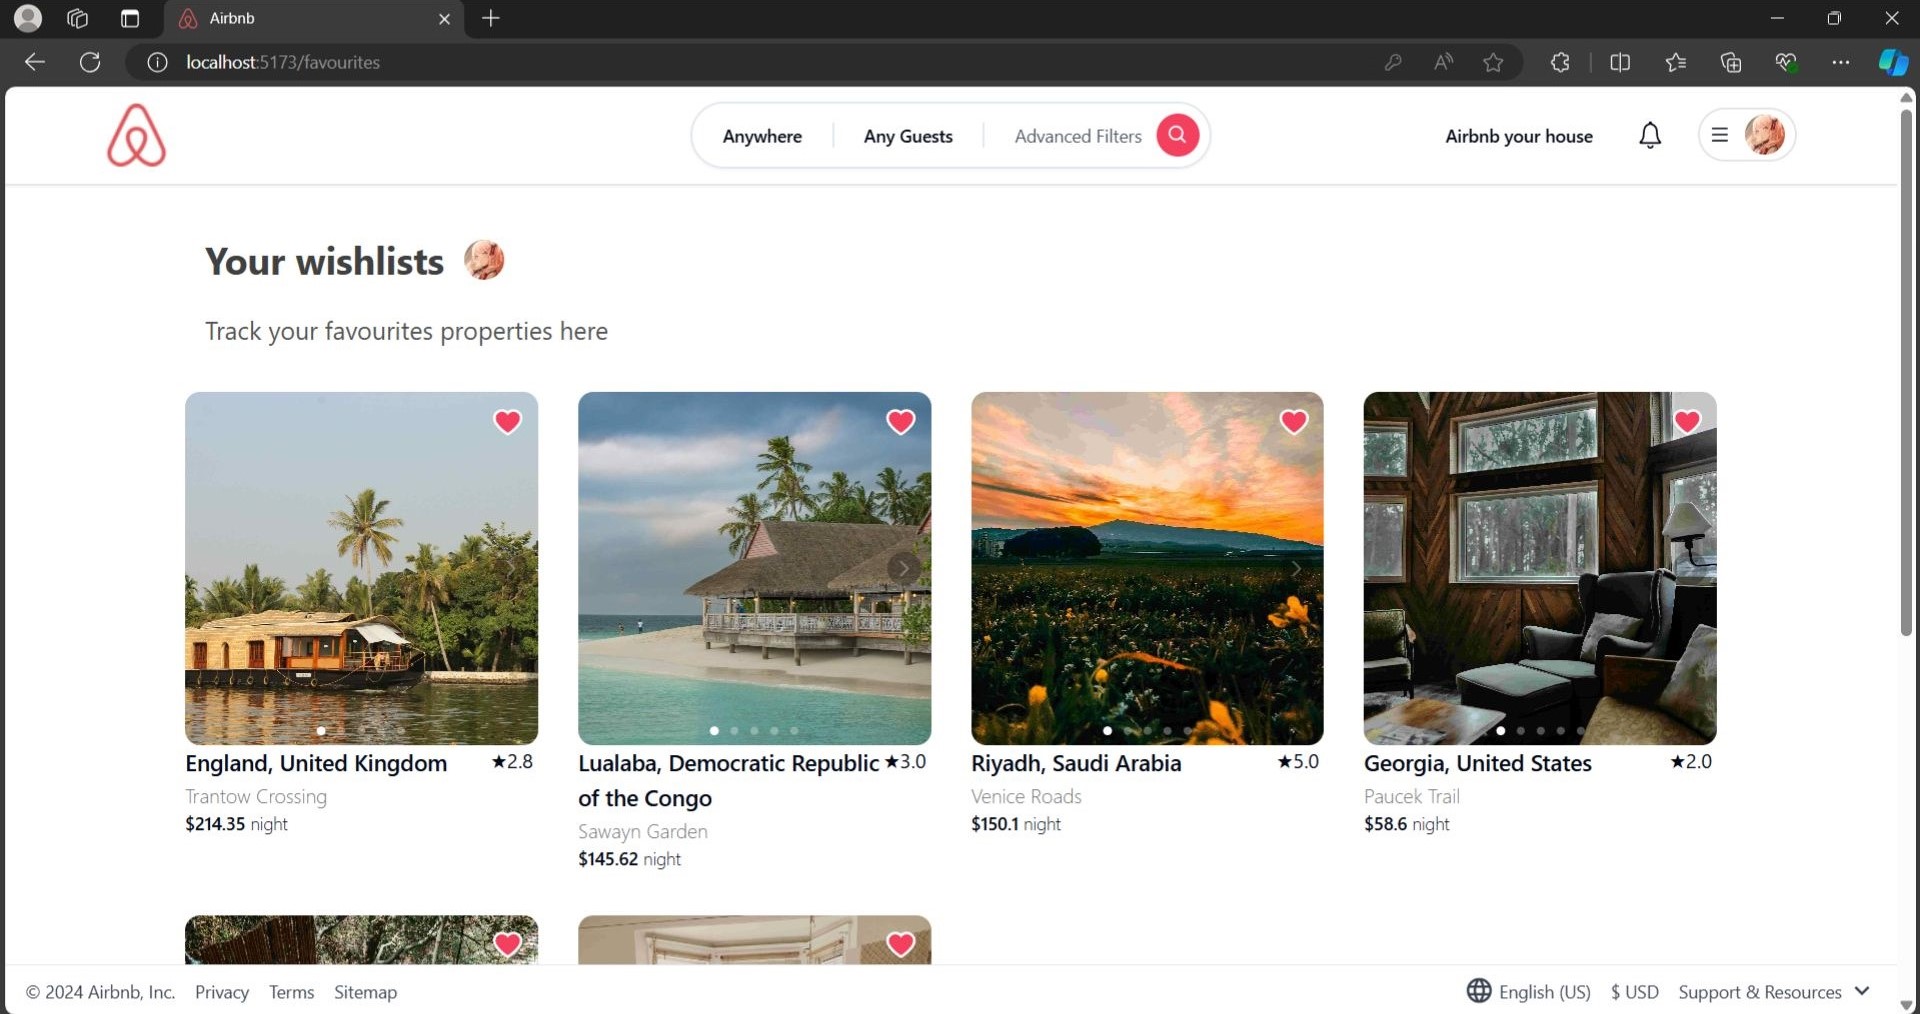 Airbnb
localhost:5173/favourites
Anywhere
Any Guests
Advanced Filters
Airbnb your house
Your wishlists
Track your favourites properties here
England, United Kingdom ★2.8
Trantow Crossing
$214.35 night
Lualaba, Democratic Republic ★3.0
of the Congo
Sawayn Garden
$145.62 night
Riyadh, Saudi Arabia ★5.0
Venice Roads
$150.1 night
Georgia, United States ★2.0
Paucek Trail
$58.6 night
© 2024 Airbnb, Inc. Privacy Terms Sitemap
English (US) $ USD Support & Resources